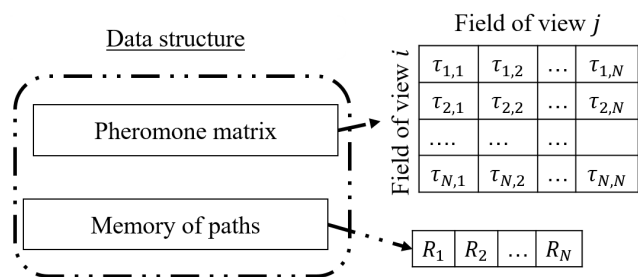 Data structure
Pheromone matrix
Memory of paths
Field of view j
Field of view i
τ1,1 τ1,2 … τ1,N
τ2,1 τ2,2 … τ2,N
…. … …
τN,1 τN,2 … τN,N
R1 R2 … RN